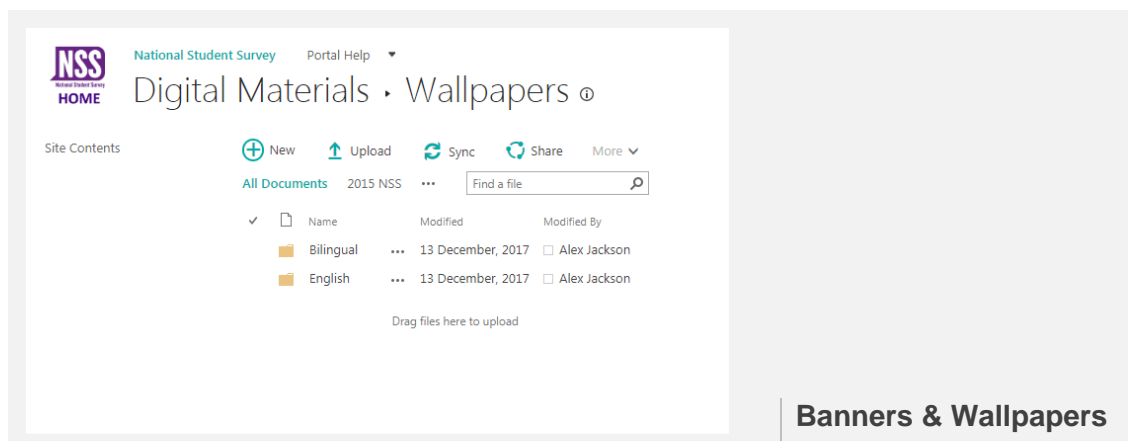 NSS
National Student Survey
HOME
National Student Survey Portal Help
Digital Materials Wallpapers
Site Contents
New Upload Sync Share More
All Documents 2015 NSS ... Find a file
Name Modified Modified By
Bilingual ... 13 December, 2017 Alex Jackson
English ... 13 December, 2017 Alex Jackson
Drag files here to upload
Banners & Wallpapers